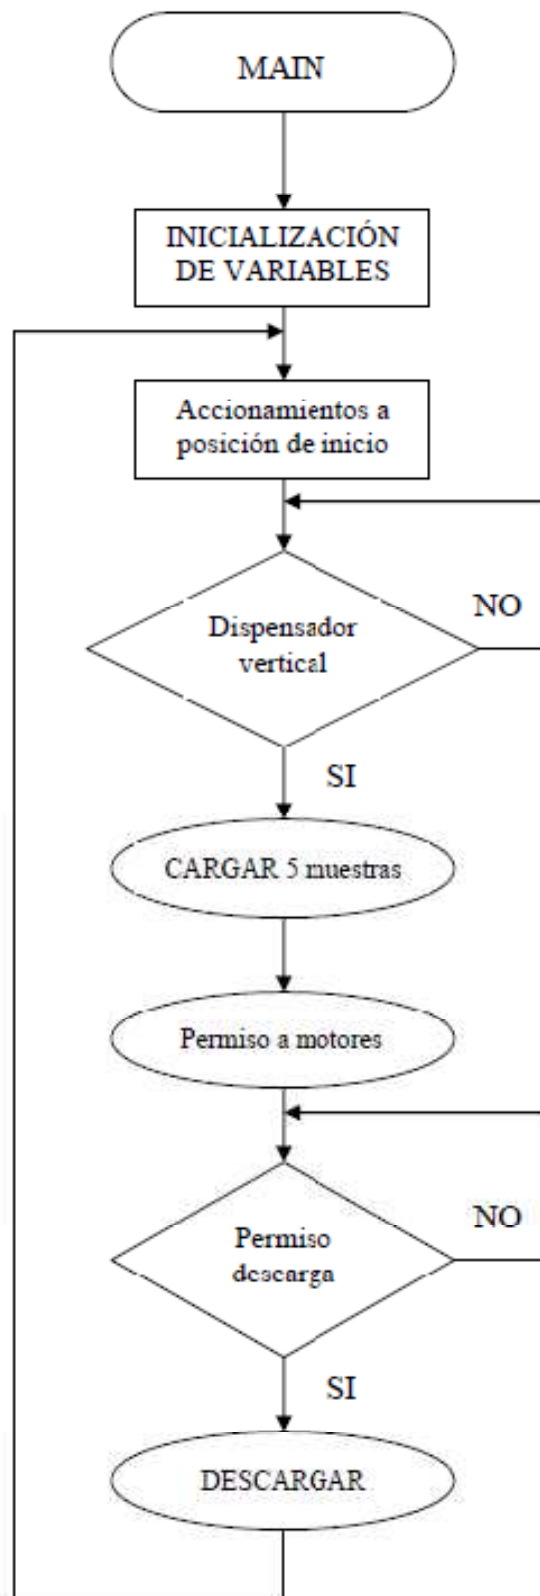 MAIN
INICIALIZACIÓN
DE VARIABLES
Accionamientos a
posición de inicio
Dispensador
vertical
NO
SI
CARGAR 5 muestras
Permiso a motores
Permiso
descarga
NO
SI
DESCARGAR